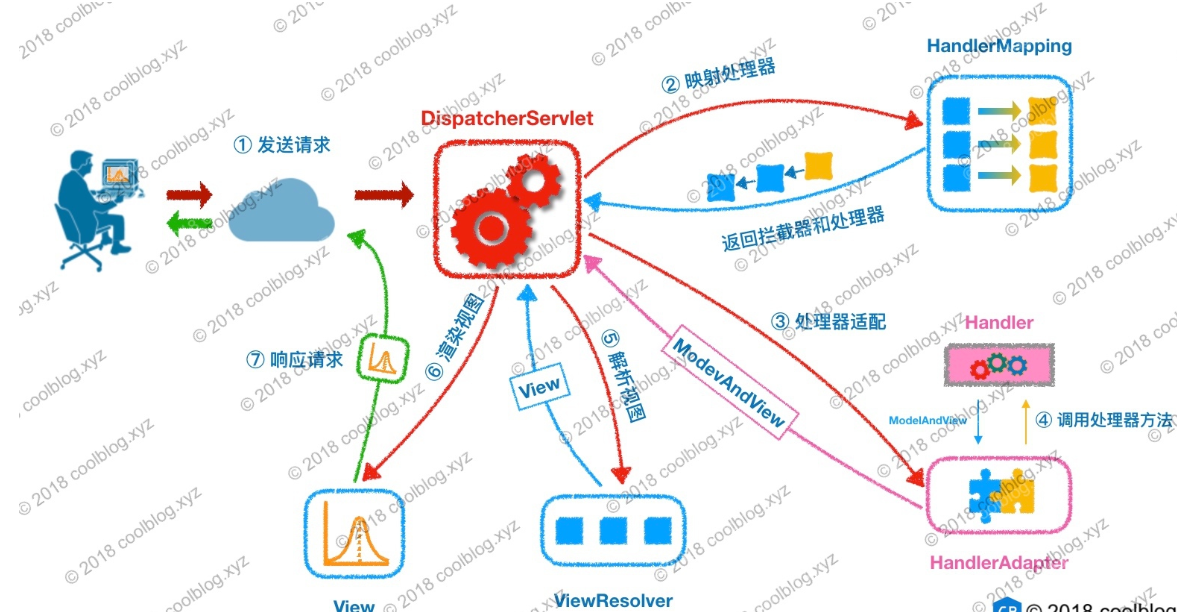 HandlerMapping
② 映射处理器
DispatcherServlet
① 发送请求
返回拦截器和处理器
③ 处理器适配
Handler
⑥ 渲染视图
⑤ 解析视图
ModevAndView
⑦ 响应请求
View
ModelAndView
④ 调用处理器方法
HandlerAdapter
View
ViewResolver
© 2018 coolblog
© 2018 coolblog.xyz